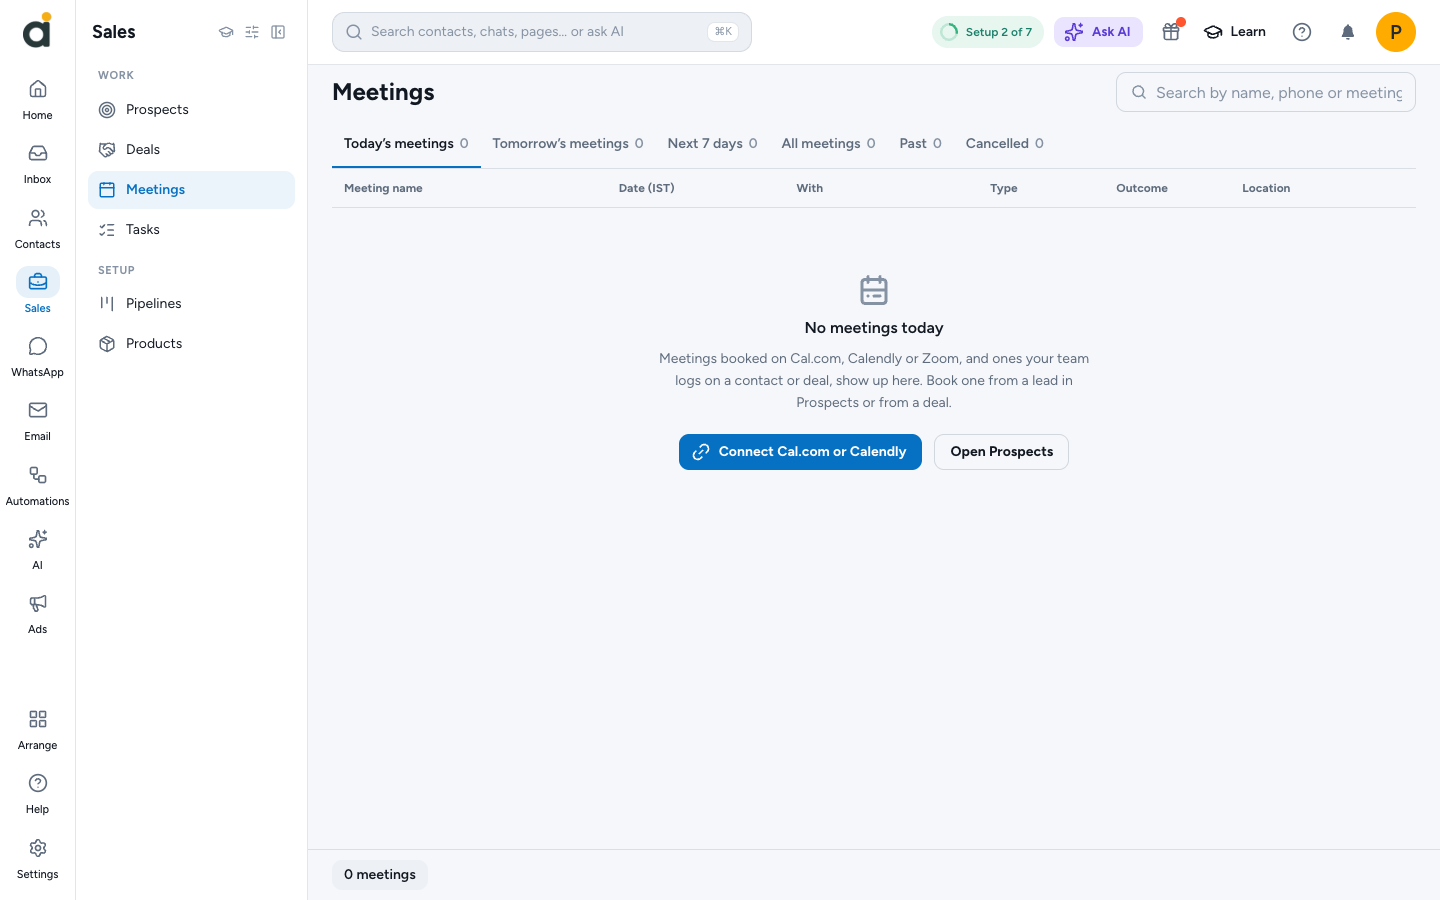 Sales
Search contacts, chats, pages... or ask AI
⌘K
Setup 2 of 7
Ask AI
Learn
P
Home
Inbox
Contacts
Sales
WhatsApp
Email
Automations
AI
Ads
Arrange
Help
Settings
WORK
Prospects
Deals
Meetings
Tasks
SETUP
Pipelines
Products
Meetings
Search by name, phone or meeting
Today's meetings 0
Tomorrow's meetings 0
Next 7 days 0
All meetings 0
Past 0
Cancelled 0
Meeting name
Date (IST)
With
Type
Outcome
Location
No meetings today
Meetings booked on Cal.com, Calendly or Zoom, and ones your team
logs on a contact or deal, show up here. Book one from a lead in
Prospects or from a deal.
Connect Cal.com or Calendly
Open Prospects
0 meetings